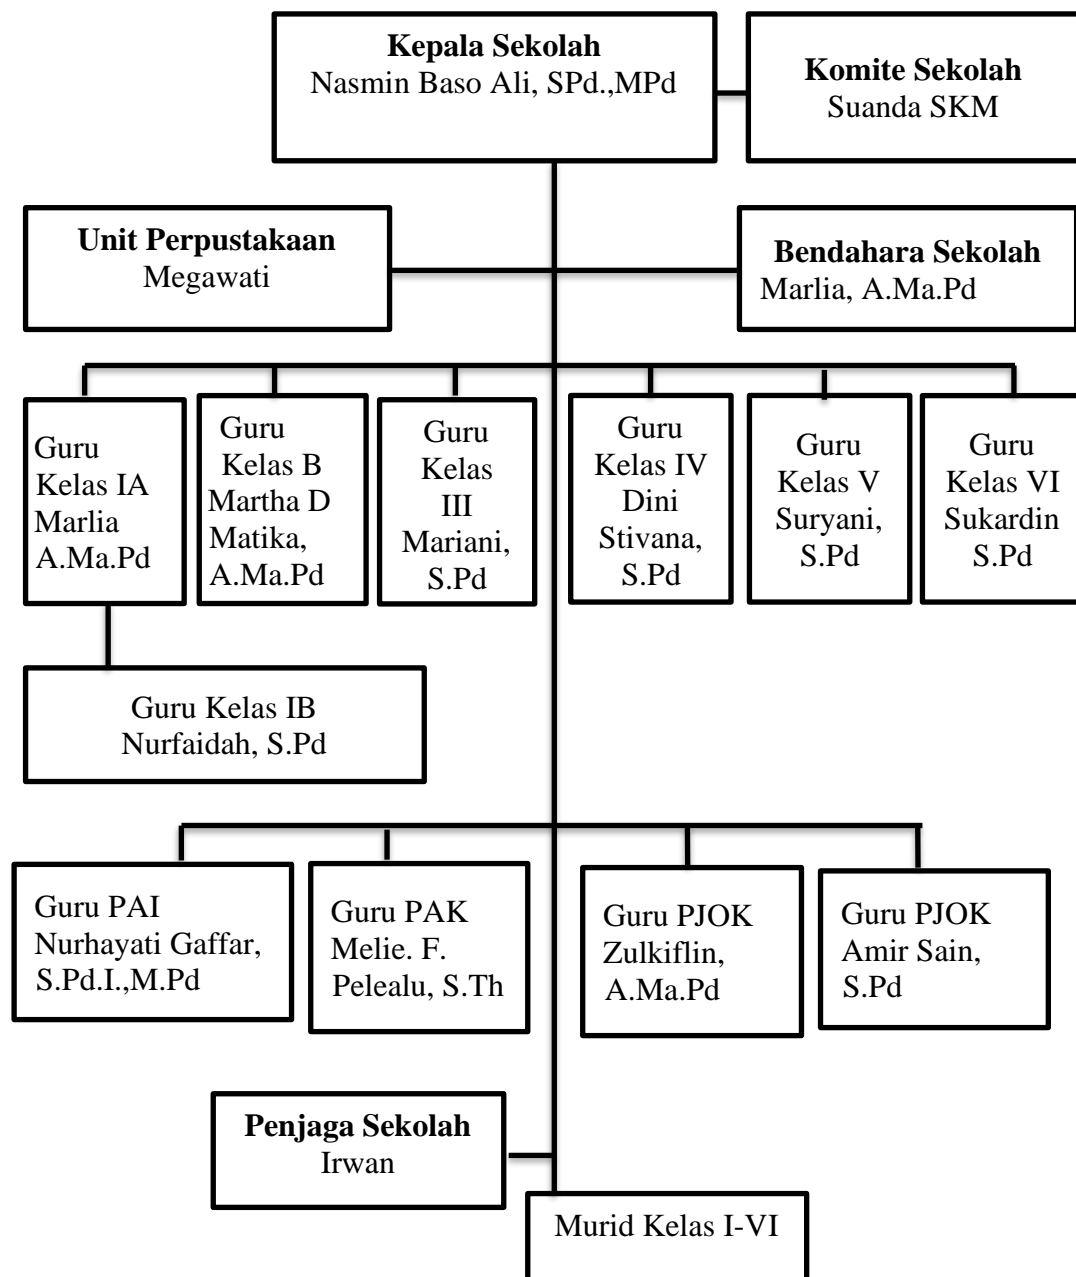 Kepala Sekolah
Nasmin Baso Ali, SPd.,MPd
Komite Sekolah
Suanda SKM
Unit Perpustakaan
Megawati
Bendahara Sekolah
Marlia, A.Ma.Pd
Guru
Kelas IA
Marlia
A.Ma.Pd
Guru
Kelas B
Martha D
Matika,
A.Ma.Pd
Guru
Kelas
III
Mariani,
S.Pd
Guru
Kelas IV
Dini
Stivana,
S.Pd
Guru
Kelas V
Suryani,
S.Pd
Guru
Kelas VI
Sukardin
S.Pd
Guru Kelas IB
Nurfaidah, S.Pd
Guru PAI
Nurhayati Gaffar,
S.Pd.I.,M.Pd
Guru PAK
Melie. F.
Pelealu, S.Th
Guru PJOK
Zulkiflin,
A.Ma.Pd
Guru PJOK
Amir Sain,
S.Pd
Penjaga Sekolah
Irwan
Murid Kelas I-VI